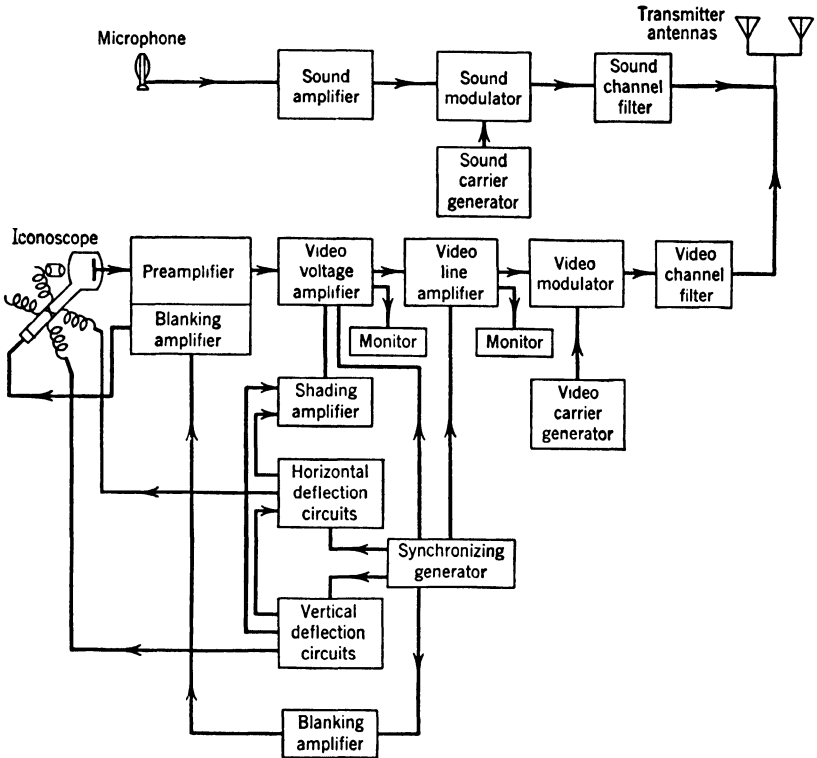 Transmitter
antennas
Microphone
Sound
amplifier
Sound
modulator
Sound
channel
filter
Sound
carrier
generator
Iconoscope
Preamplifier
Blanking
amplifier
Video
voltage
amplifier
Video
line
amplifier
Video
modulator
Video
channel
filter
Monitor
Monitor
Shading
amplifier
Video
carrier
generator
Horizontal
deflection
circuits
Synchronizing
generator
Vertical
deflection
circuits
Blanking
amplifier